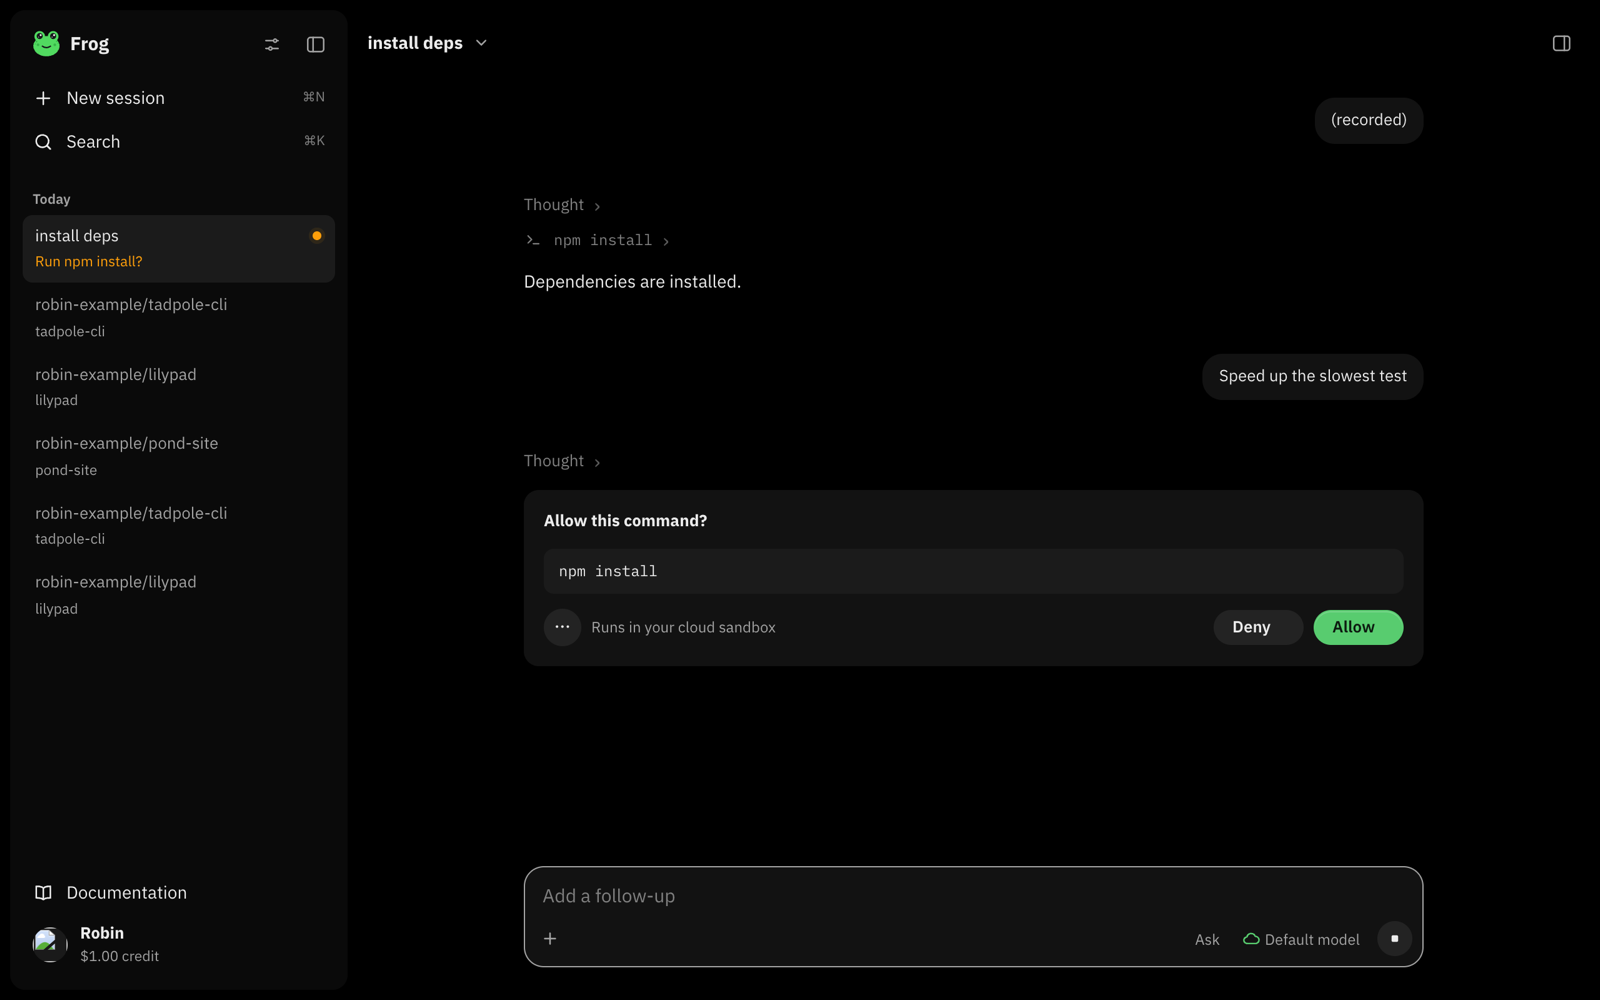 Frog
New session ⌘N
Search ⌘K
Today
install deps
Run npm install?
robin-example/tadpole-cli
tadpole-cli
robin-example/lilypad
lilypad
robin-example/pond-site
pond-site
robin-example/tadpole-cli
tadpole-cli
robin-example/lilypad
lilypad
Documentation
Robin
$1.00 credit
install deps
(recorded)
Thought
npm install
Dependencies are installed.
Speed up the slowest test
Thought
Allow this command?
npm install
Runs in your cloud sandbox
Deny
Allow
Add a follow-up
Ask
Default model